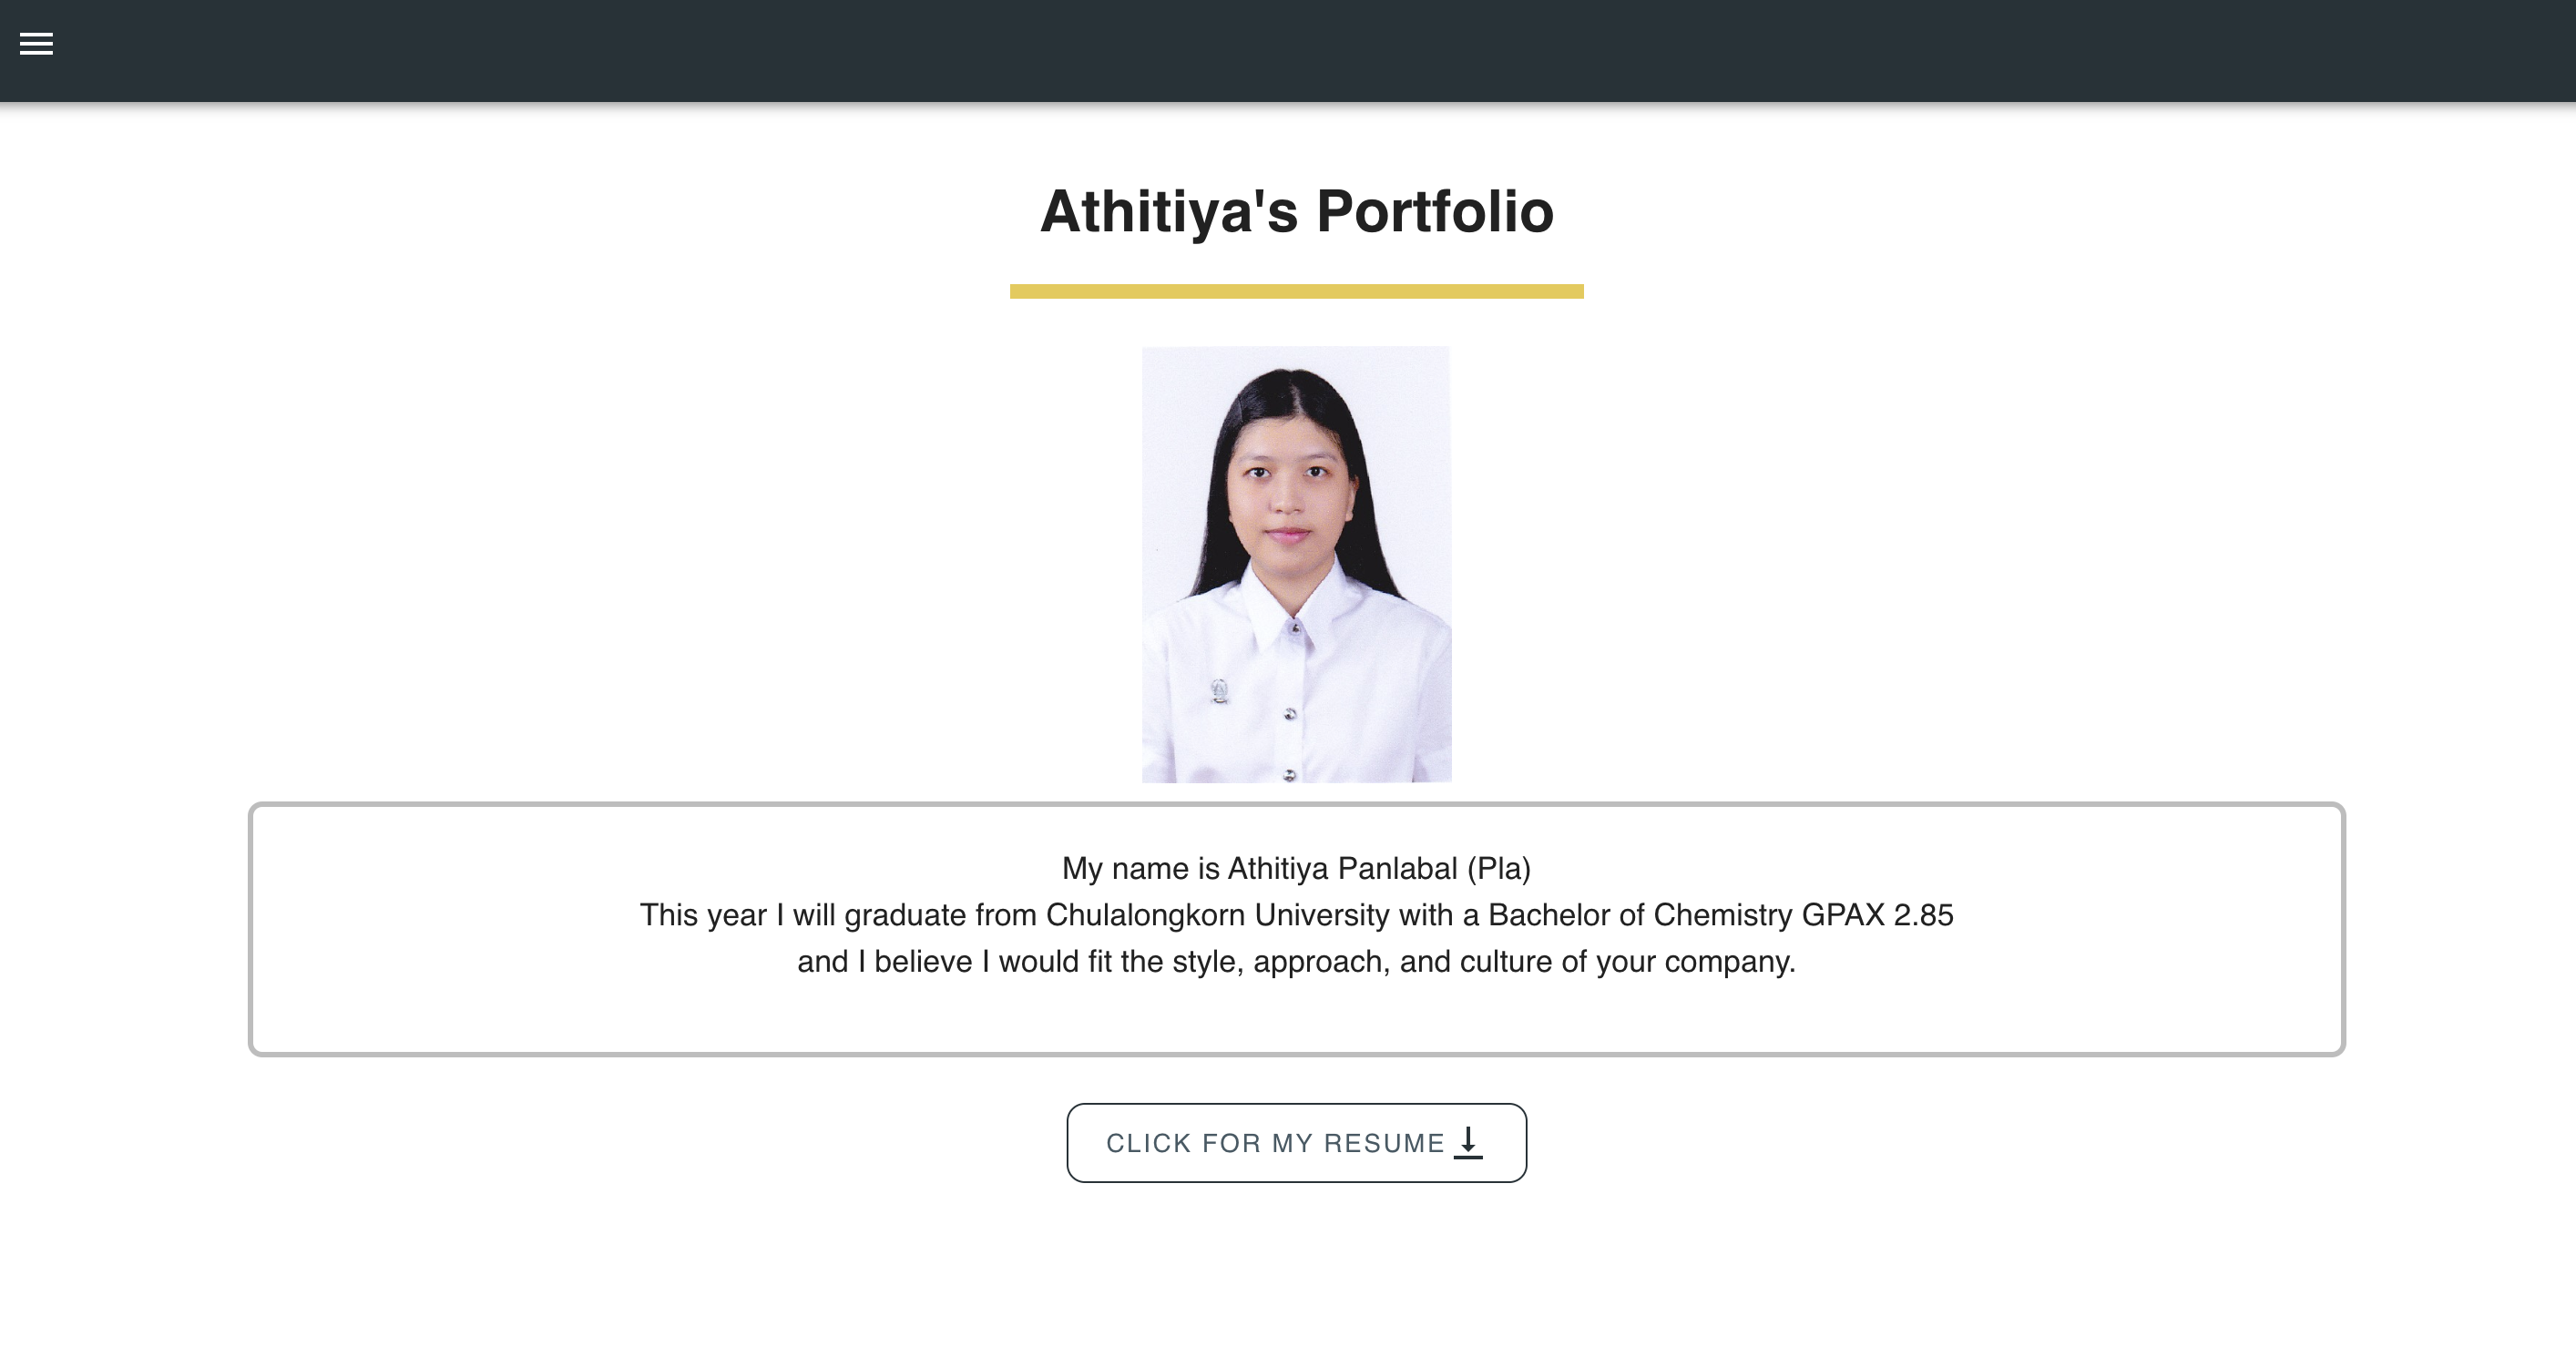 Athitiya's Portfolio
My name is Athitiya Panlabal (Pla)
This year I will graduate from Chulalongkorn University with a Bachelor of Chemistry GPAX 2.85
and I believe I would fit the style, approach, and culture of your company.
CLICK FOR MY RESUME